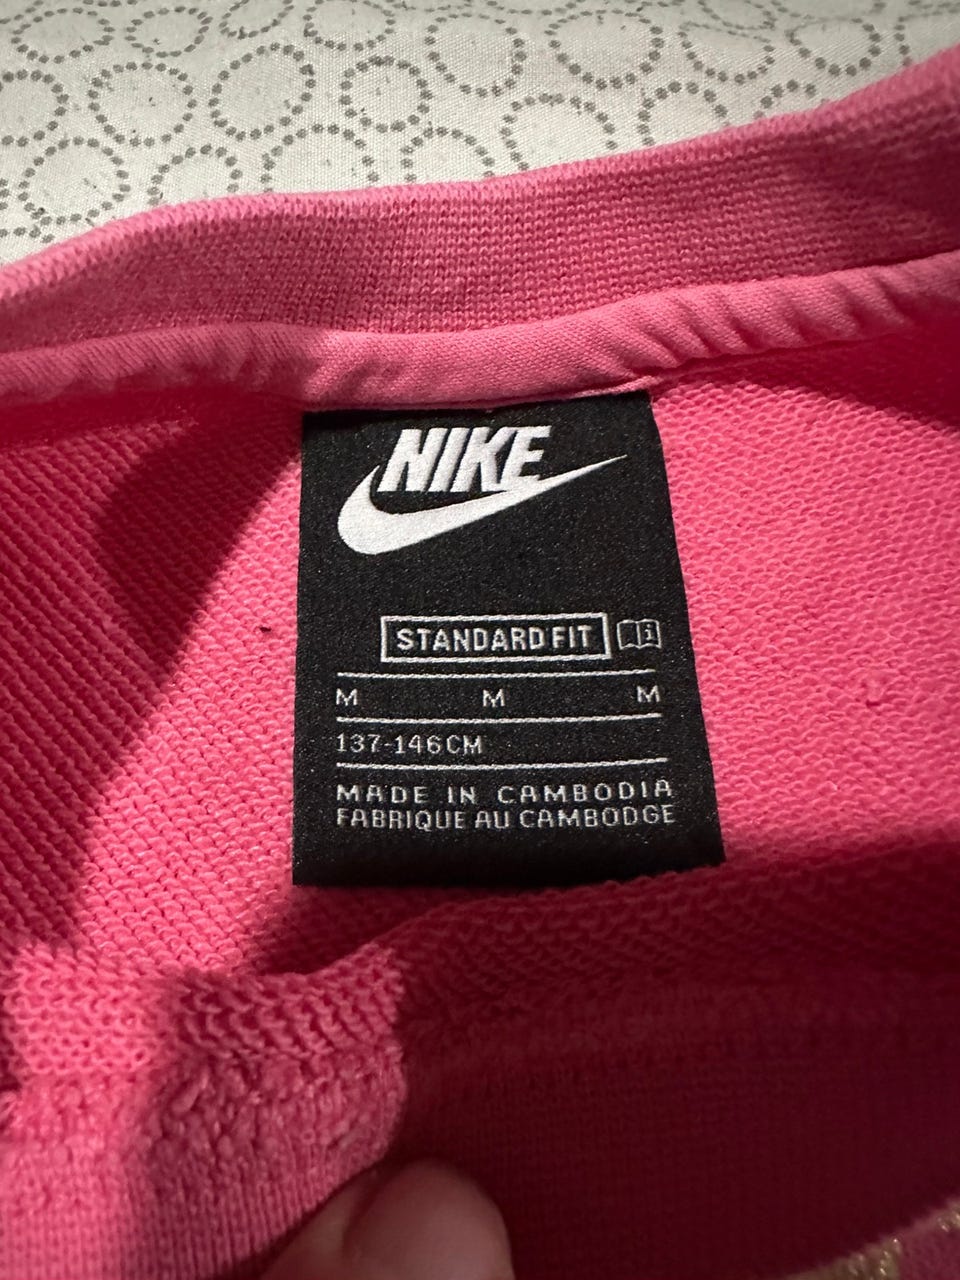 NIKE
STANDARD FIT
M M M
137-146CM
MADE IN CAMBODIA
FABRIQUE AU CAMBODGE